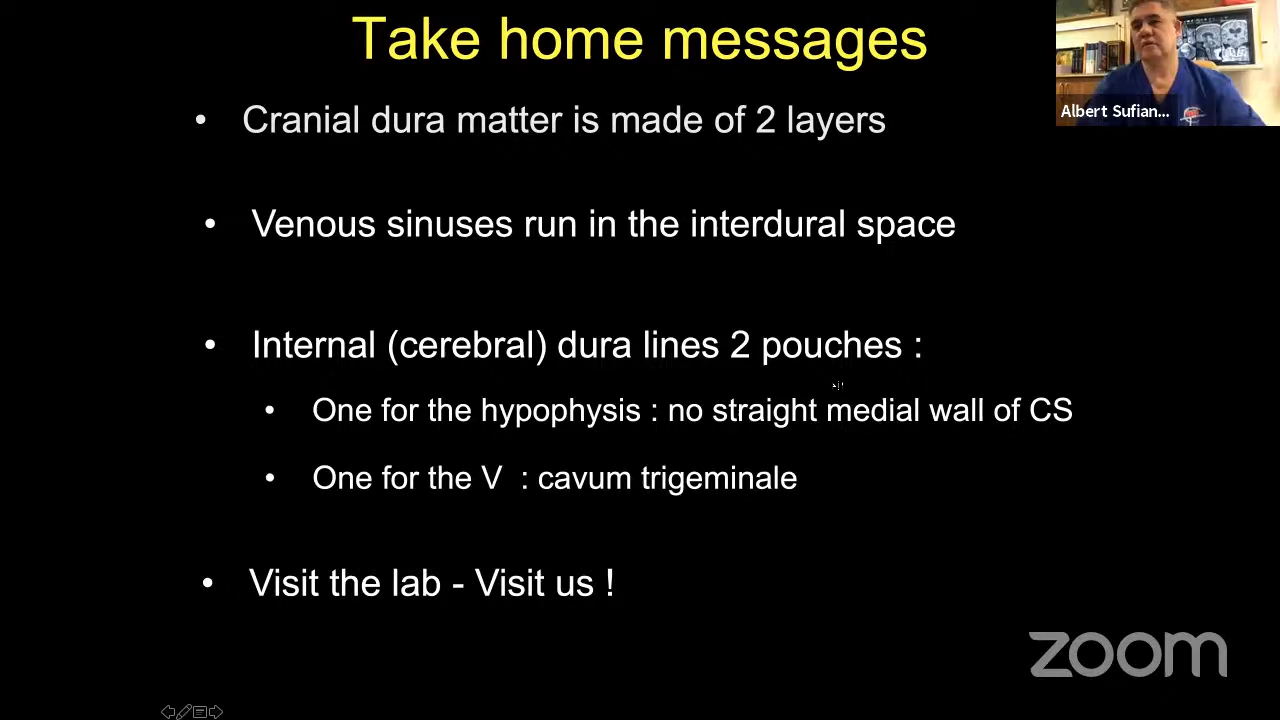 Take home messages
Albert Sufian...
• Cranial dura matter is made of 2 layers
• Venous sinuses run in the interdural space
• Internal (cerebral) dura lines 2 pouches :
• One for the hypophysis : no straight medial wall of CS
• One for the V : cavum trigeminale
• Visit the lab - Visit us !
zoom